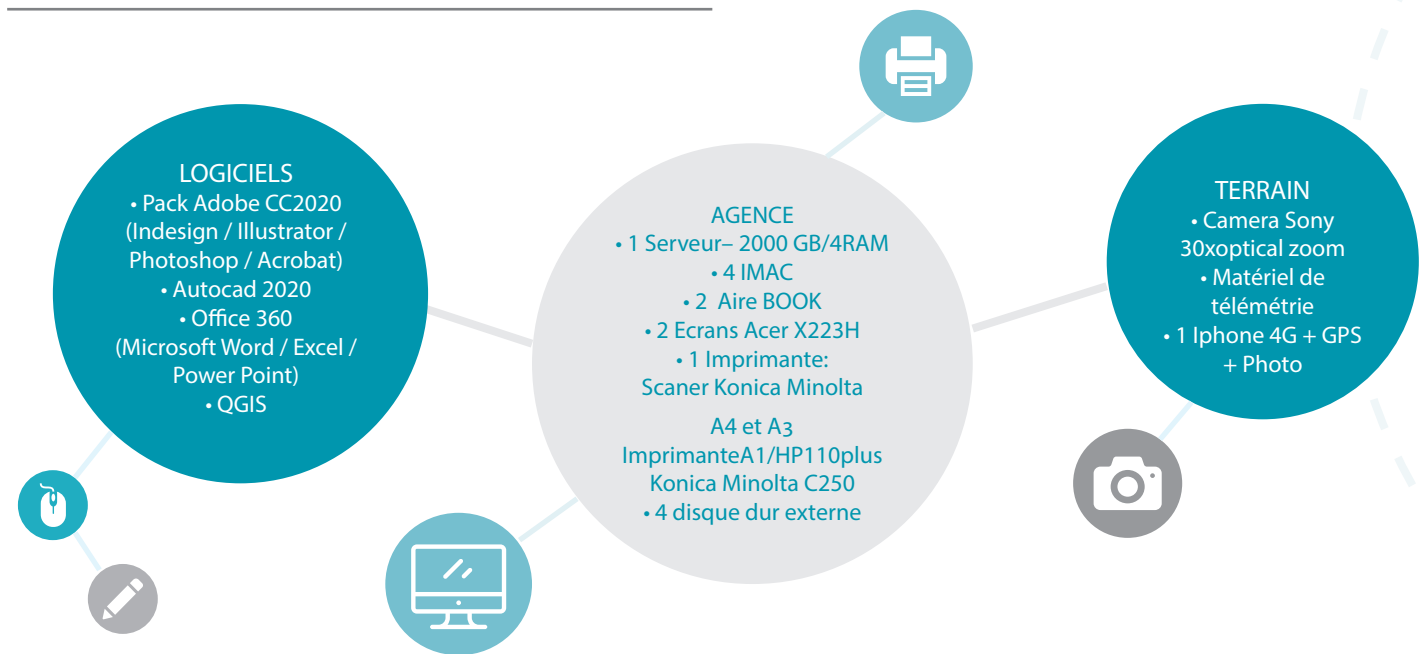 LOGICIELS
• Pack Adobe CC2020
(Indesign / Illustrator /
Photoshop / Acrobat)
• Autocad 2020
• Office 360
(Microsoft Word / Excel /
Power Point)
• QGIS
AGENCE
• 1 Serveur– 2000 GB/4RAM
• 4 IMAC
• 2 Aire BOOK
• 2 Ecrans Acer X223H
• 1 Imprimante:
Scaner Konica Minolta
A4 et A3
ImprimanteA1/HP110plus
Konica Minolta C250
• 4 disque dur externe
TERRAIN
• Camera Sony
30xoptical zoom
• Matériel de
télémétrie
• 1 Iphone 4G + GPS
+ Photo